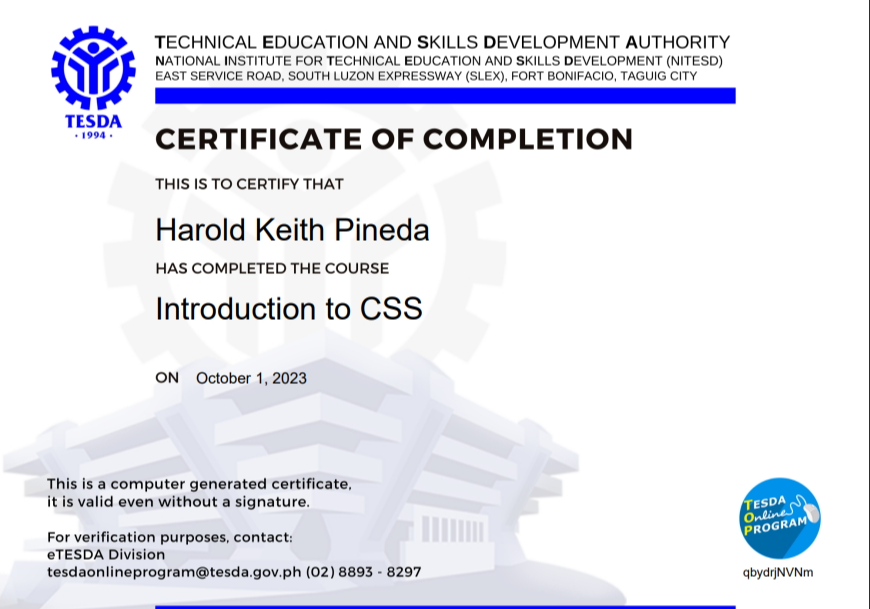 TECHNICAL EDUCATION AND SKILLS DEVELOPMENT AUTHORITY
NATIONAL INSTITUTE FOR TECHNICAL EDUCATION AND SKILLS DEVELOPMENT (NITESD)
EAST SERVICE ROAD, SOUTH LUZON EXPRESSWAY (SLEX), FORT BONIFACIO, TAGUIG CITY
TESDA
· 1994 ·
CERTIFICATE OF COMPLETION
THIS IS TO CERTIFY THAT
Harold Keith Pineda
HAS COMPLETED THE COURSE
Introduction to CSS
ON October 1, 2023
This is a computer generated certificate,
it is valid even without a signature.
For verification purposes, contact:
eTESDA Division
tesdaonlineprogram@tesda.gov.ph (02) 8893 - 8297
TESDA
Online
PROGRAM
qbydrjNVNm